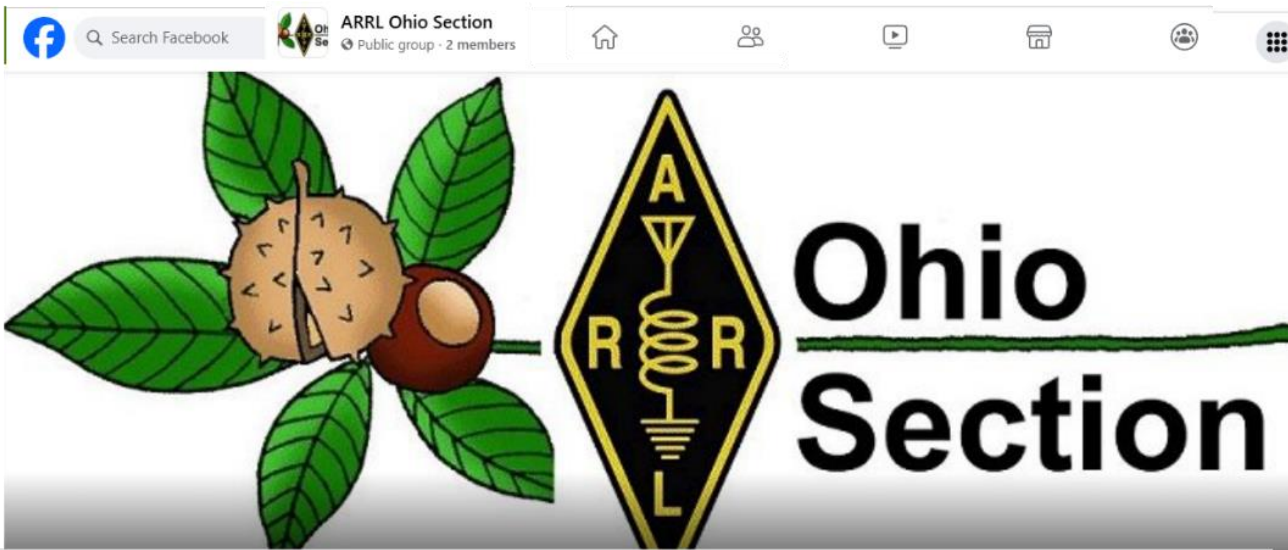 Search Facebook
ARRL Ohio Section
Public group · 2 members
A
R R
L
Ohio
Section